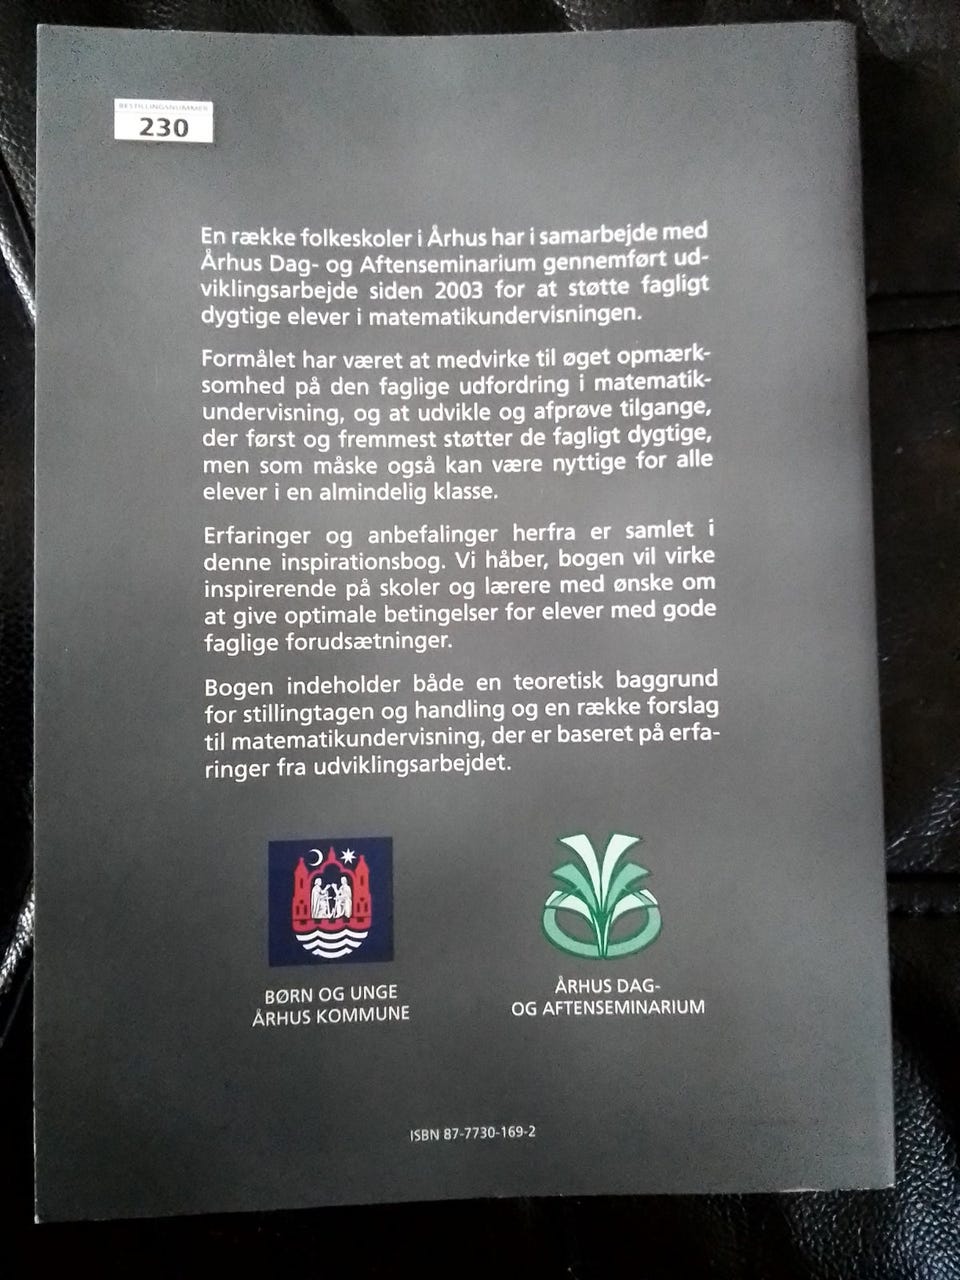 BESTILLINGSNUMMER
230
En række folkeskoler i Århus har i samarbejde med
Århus Dag- og Aftenseminarium gennemført ud-
viklingsarbejde siden 2003 for at støtte fagligt
dygtige elever i matematikundervisningen.
Formålet har været at medvirke til øget opmærk-
somhed på den faglige udfordring i matematik-
undervisning, og at udvikle og afprøve tilgange,
der først og fremmest støtter de fagligt dygtige,
men som måske også kan være nyttige for alle
elever i en almindelig klasse.
Erfaringer og anbefalinger herfra er samlet i
denne inspirationsbog. Vi håber, bogen vil virke
inspirerende på skoler og lærere med ønske om
at give optimale betingelser for elever med gode
faglige forudsætninger.
Bogen indeholder både en teoretisk baggrund
for stillingtagen og handling og en række forslag
til matematikundervisning, der er baseret på erfa-
ringer fra udviklingsarbejdet.
BØRN OG UNGE
ÅRHUS KOMMUNE
ÅRHUS DAG-
OG AFTENSEMINARIUM
ISBN 87-7730-169-2